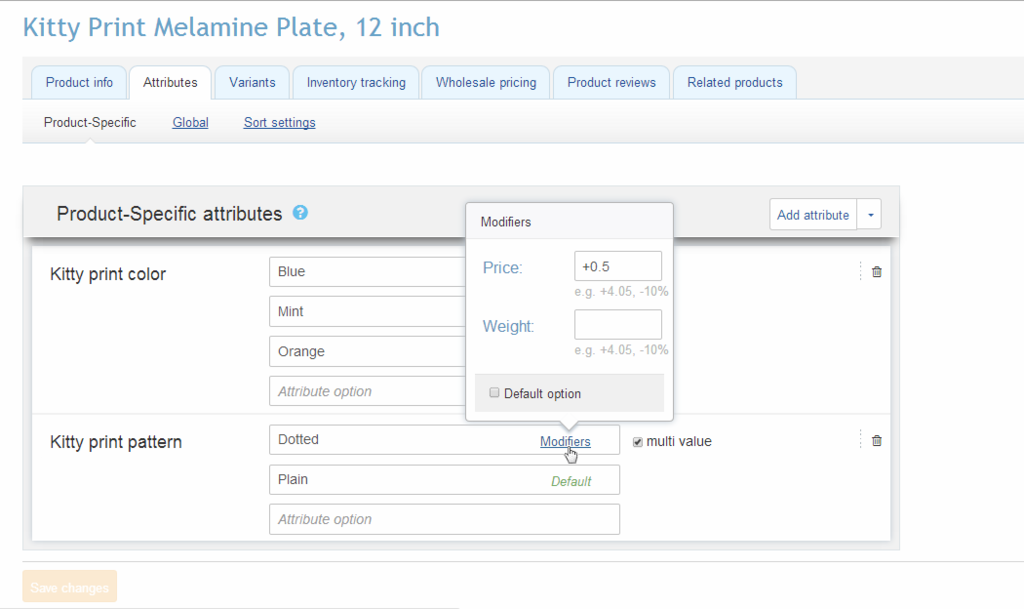 Kitty Print Melamine Plate, 12 inch
Product info Attributes Variants Inventory tracking Wholesale pricing Product reviews Related products
Product-Specific Global Sort settings
Product-Specific attributes ? Add attribute
Modifiers
Price: +0.5
e.g. +4.05, -10%
Weight:
e.g. +4.05, -10%
Default option
Kitty print color Blue
Mint
Orange
Attribute option
Kitty print pattern Dotted Modifiers multi value
Plain Default
Attribute option
Save changes